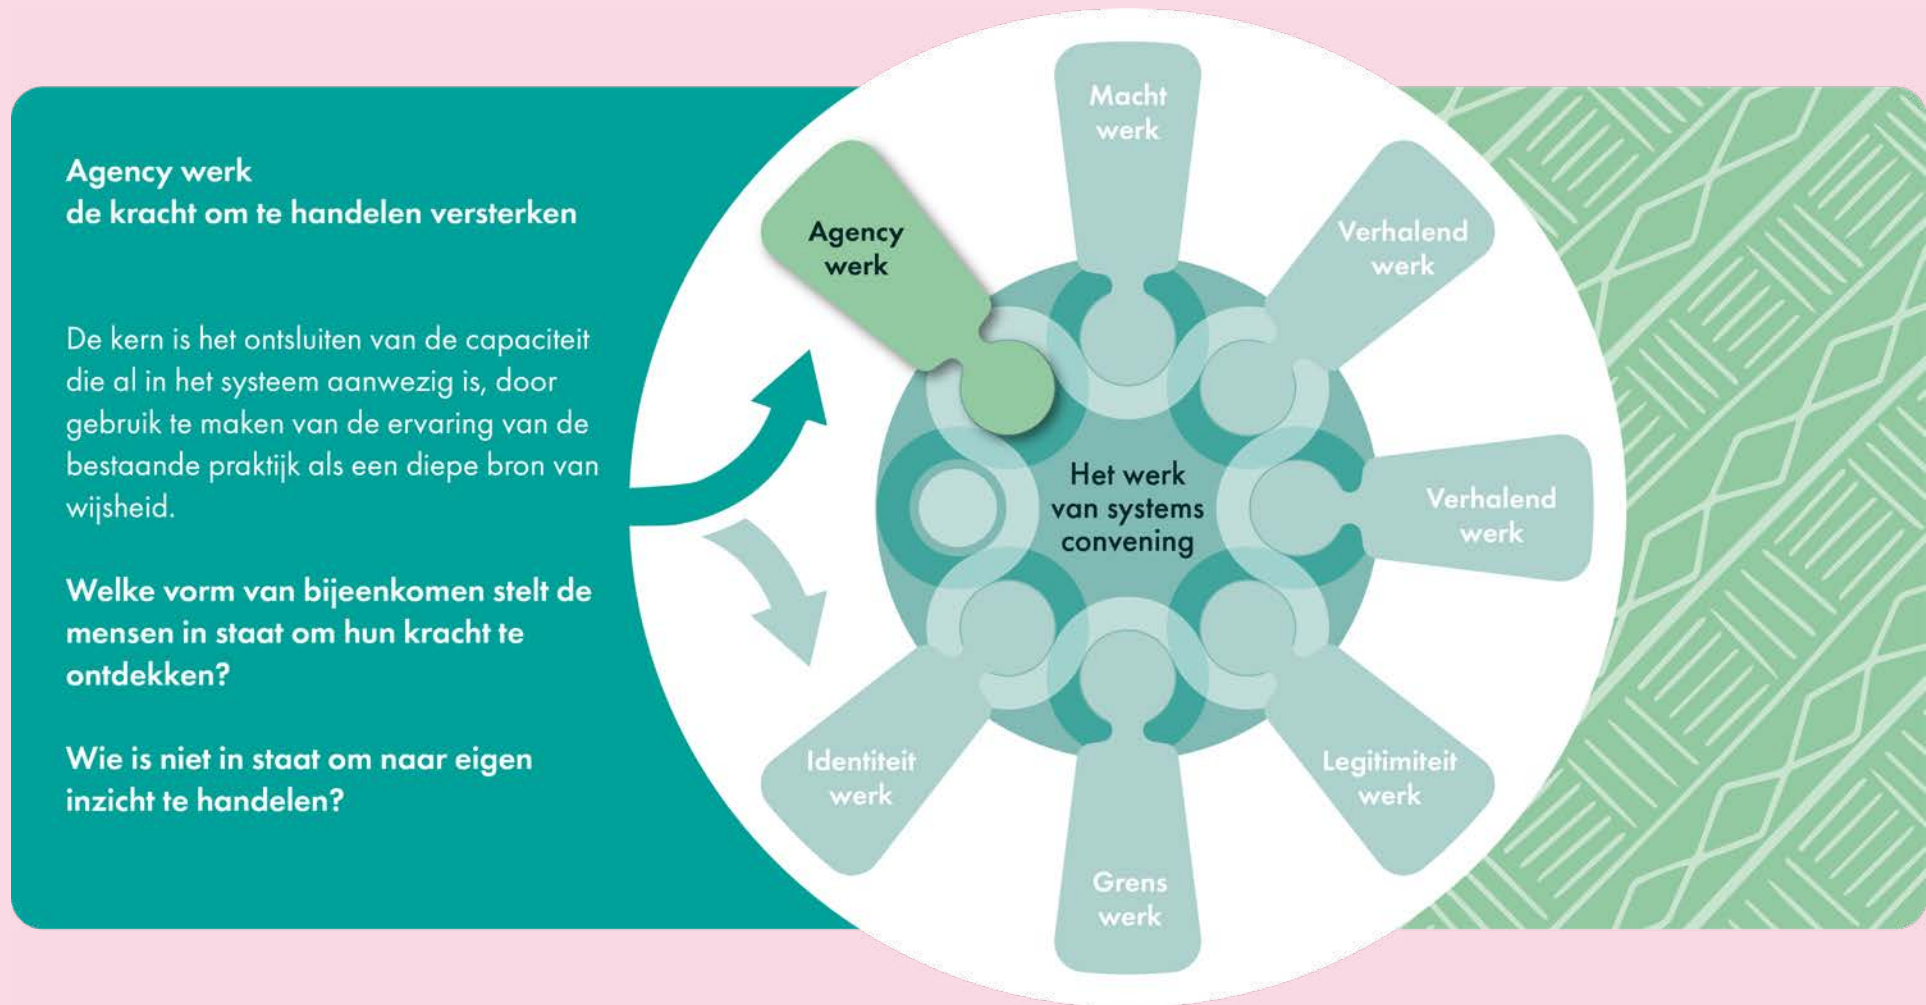 Agency werk
de kracht om te handelen versterken
De kern is het ontsluiten van de capaciteit
die al in het systeem aanwezig is, door
gebruik te maken van de ervaring van de
bestaande praktijk als een diepe bron van
wijsheid.
Welke vorm van bijeenkomen stelt de
mensen in staat om hun kracht te
ontdekken?
Wie is niet in staat om naar eigen
inzicht te handelen?
Agency
werk
Macht
werk
Verhalend
werk
Verhalend
werk
Legitimiteit
werk
Grens
werk
Identiteit
werk
Het werk
van systems
convening